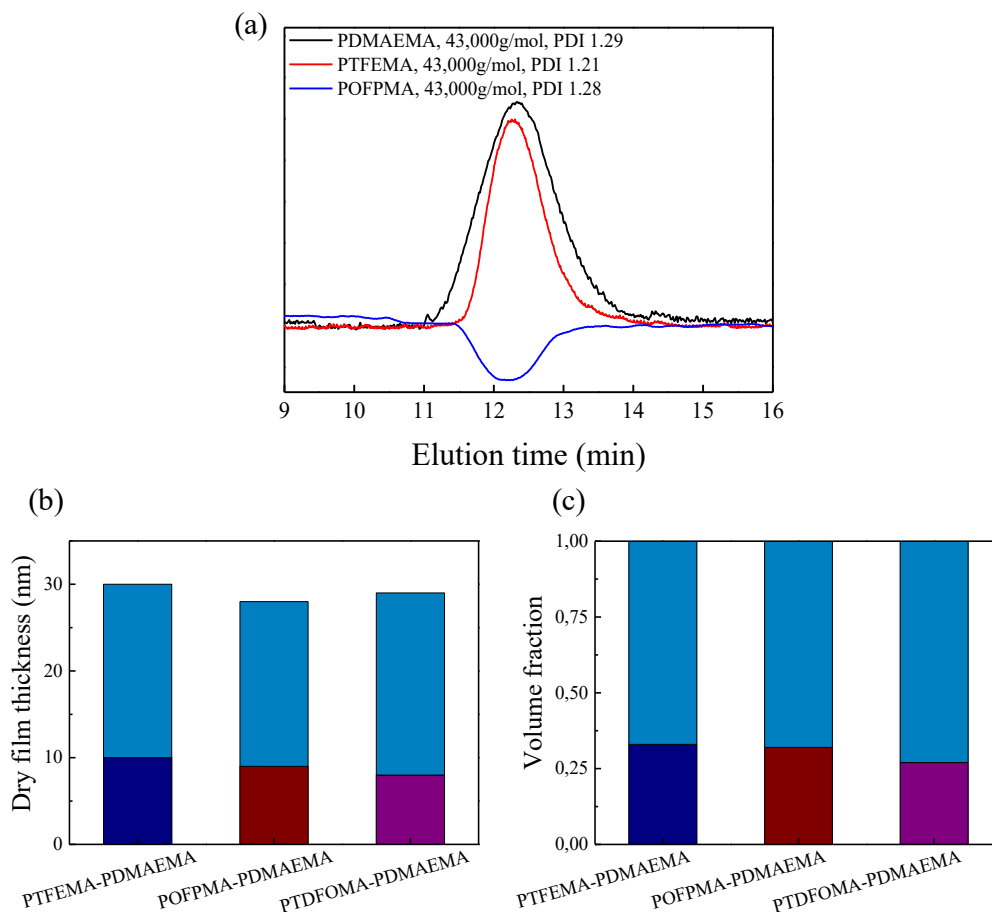 (a)
PDMAEMA, 43,000g/mol, PDI 1.29
PTFEMA, 43,000g/mol, PDI 1.21
POFPMA, 43,000g/mol, PDI 1.28
9 10 11 12 13 14 15 16
Elution time (min)
(b)
Dry film thickness (nm)
30
20
10
0
PTFEMA-PDMAEMA POFPMA-PDMAEMA PTDFOMA-PDMAEMA
(c)
Volume fraction
1,00
0,75
0,50
0,25
0,00
PTFEMA-PDMAEMA POFPMA-PDMAEMA PTDFOMA-PDMAEMA